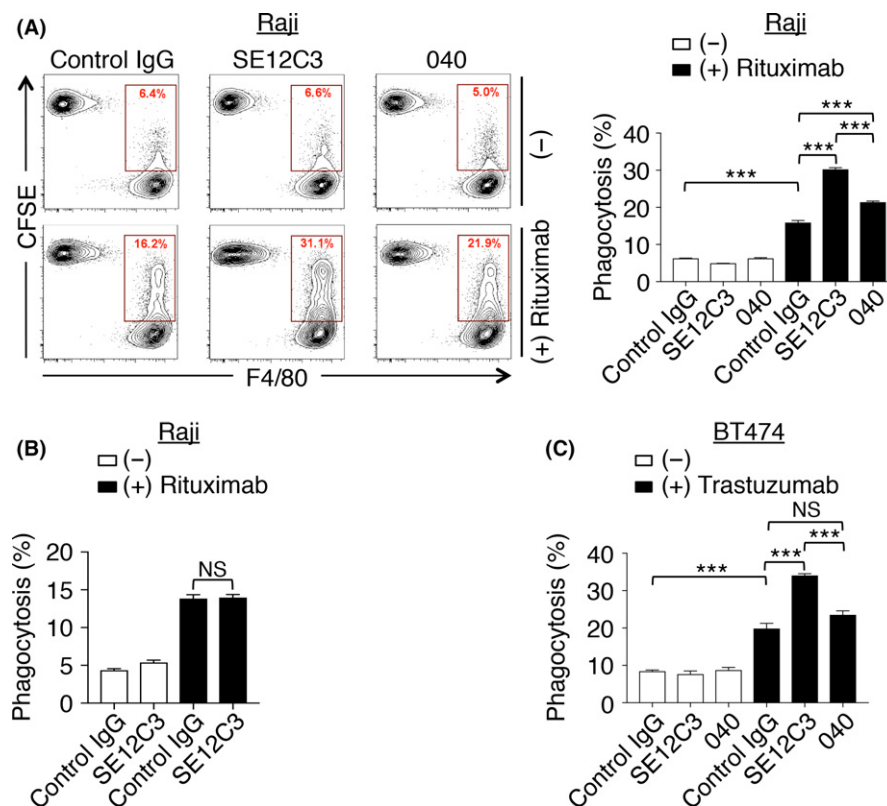 (A)
Raji
Control IgG SE12C3 040
6.4% 6.6% 5.0%
(–)
CFSE
16.2% 31.1% 21.9%
(+) Rituximab
F4/80
Raji
(–)
(+) Rituximab
Phagocytosis (%)
40
30
20
10
0
***
***
***
***
Control IgG
SE12C3
040
Control IgG
SE12C3
040
(B)
Raji
(–)
(+) Rituximab
Phagocytosis (%)
20
15
10
5
0
NS
Control IgG
SE12C3
Control IgG
SE12C3
(C)
BT474
(–)
(+) Trastuzumab
Phagocytosis (%)
40
30
20
10
0
NS
***
***
***
Control IgG
SE12C3
040
Control IgG
SE12C3
040